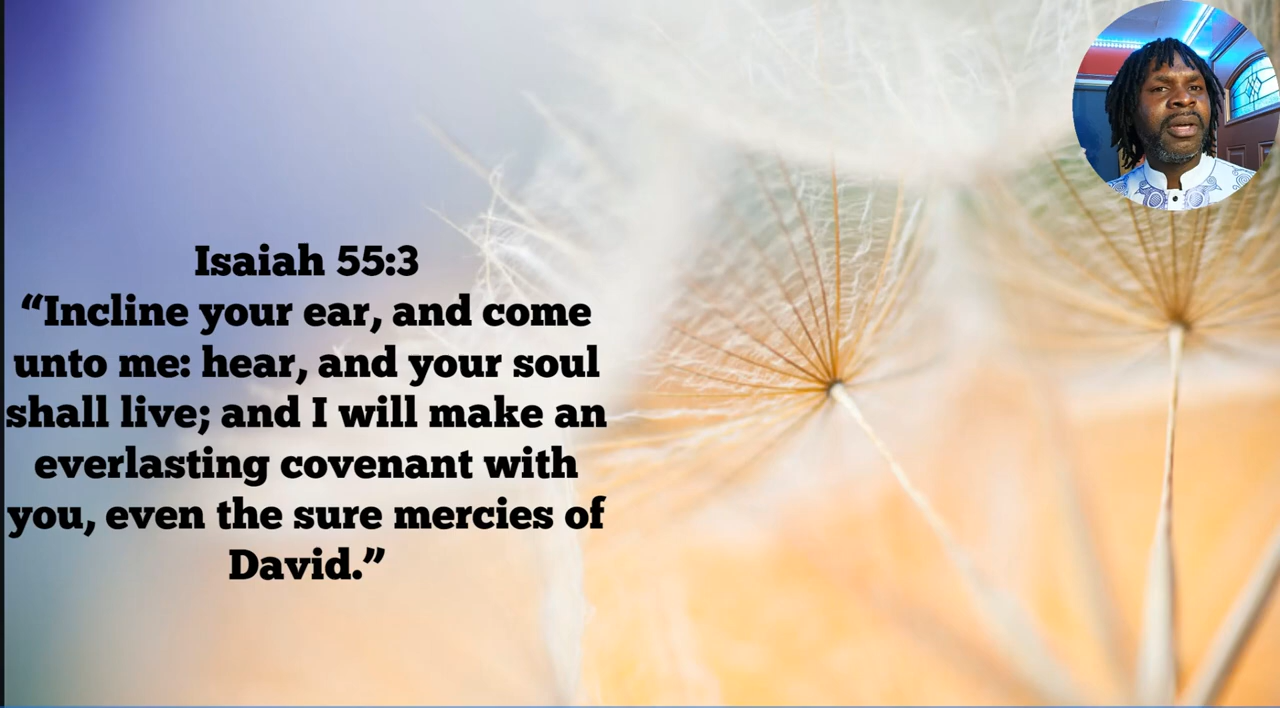 Isaiah 55:3
“Incline your ear, and come
unto me: hear, and your soul
shall live; and I will make an
everlasting covenant with
you, even the sure mercies of
David.”